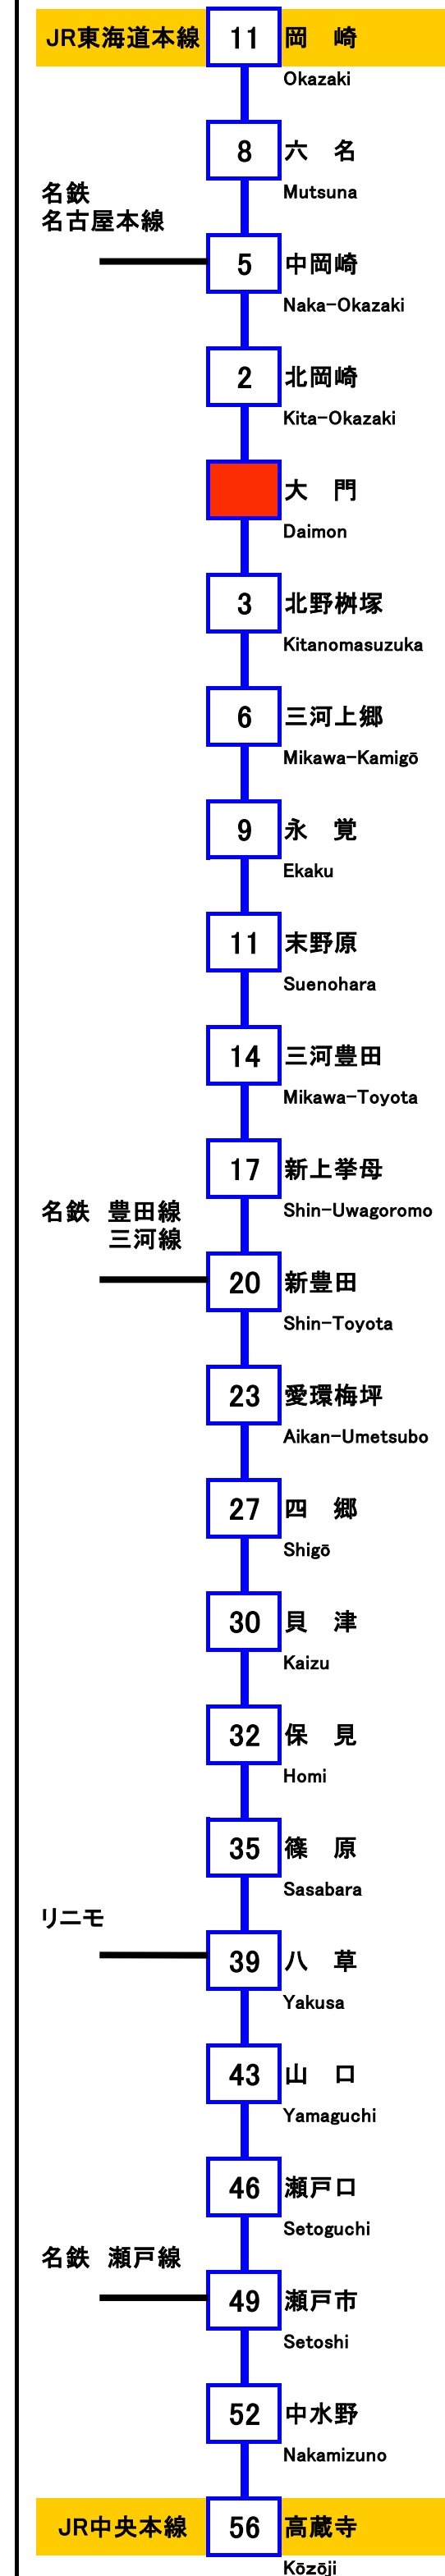 JR東海道本線 11 岡 崎
Okazaki
8 六 名
Mutsuna
名鉄
名古屋本線
5 中岡崎
Naka-Okazaki
2 北岡崎
Kita-Okazaki
大 門
Daimon
3 北野桝塚
Kitanomasuzuka
6 三河上郷
Mikawa-Kamigō
9 永 覚
Ekaku
11 末野原
Suenohara
14 三河豊田
Mikawa-Toyota
17 新上挙母
Shin-Uwagoromo
名鉄 豊田線
三河線
20 新豊田
Shin-Toyota
23 愛環梅坪
Aikan-Umetsubo
27 四 郷
Shigō
30 貝 津
Kaizu
32 保 見
Homi
35 篠 原
Sasabara
リニモ
39 八 草
Yakusa
43 山 口
Yamaguchi
46 瀬戸口
Setoguchi
名鉄 瀬戸線
49 瀬戸市
Setoshi
52 中水野
Nakamizuno
JR中央本線 56 高蔵寺
Kōzōji